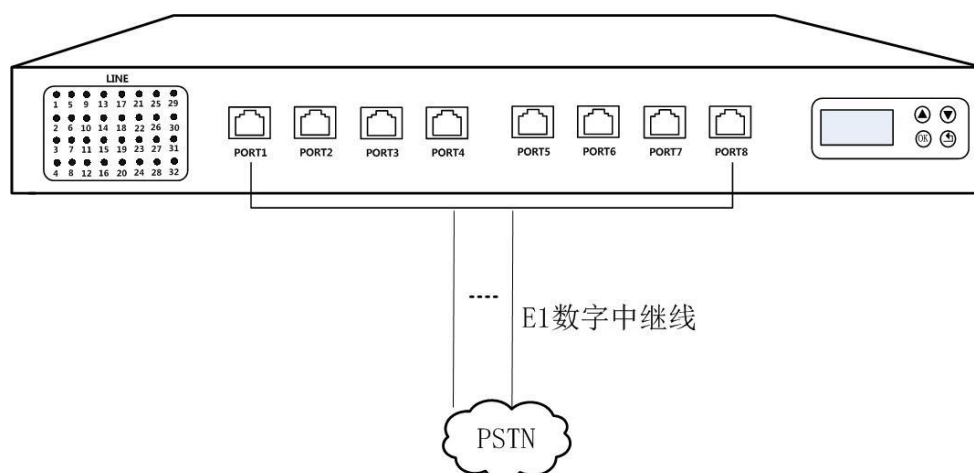 LINE
1 5 9 13 17 21 25 29
2 6 10 14 18 22 26 30
3 7 11 15 19 23 27 31
4 8 12 16 20 24 28 32
PORT1 PORT2 PORT3 PORT4 PORT5 PORT6 PORT7 PORT8
OK
E1数字中继线
PSTN